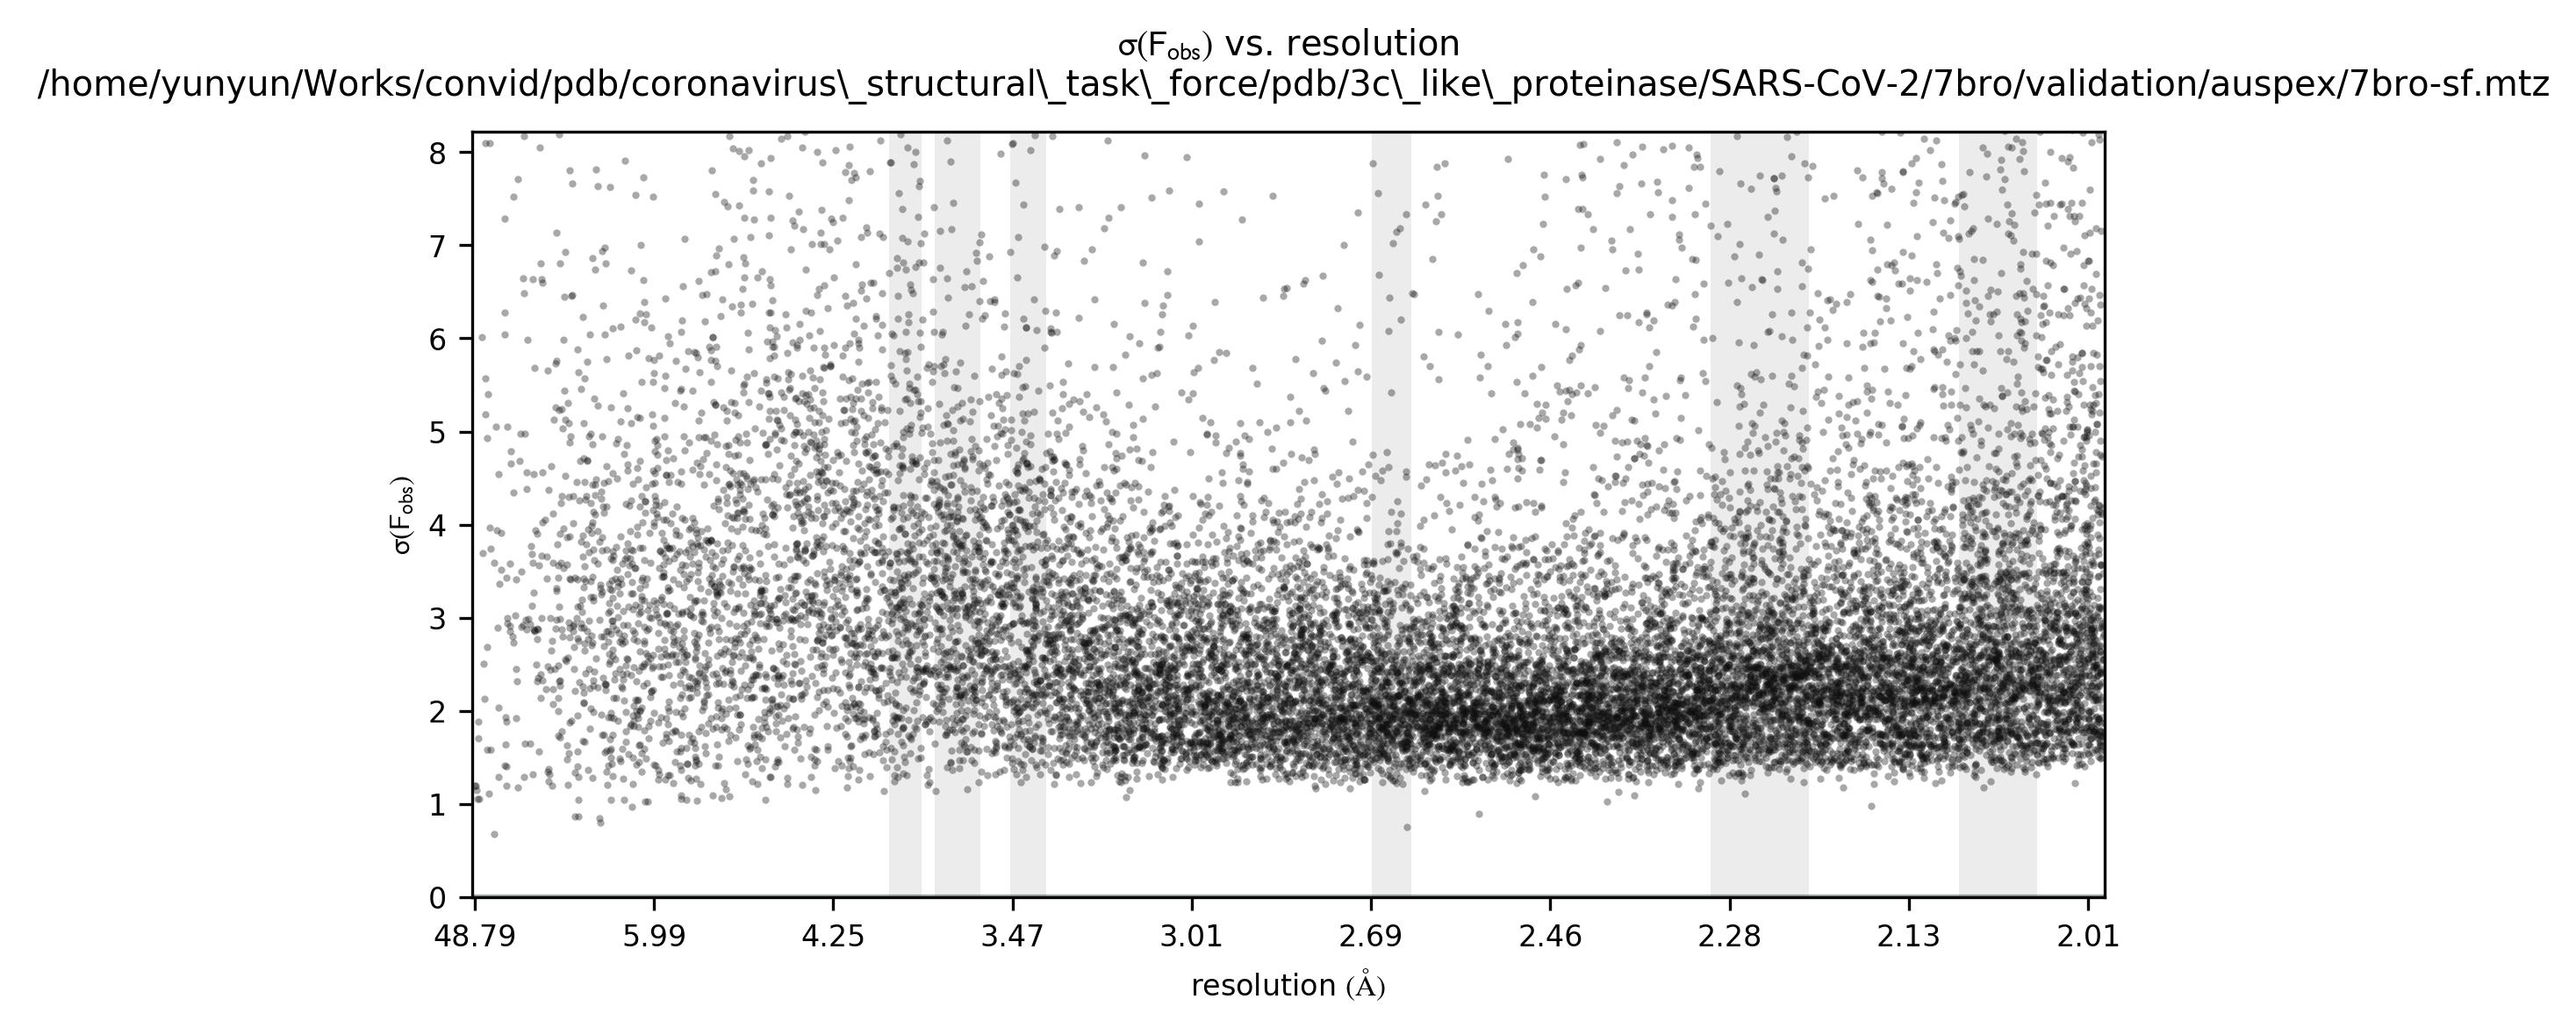 σ(F_obs) vs. resolution
/home/yunyun/Works/convid/pdb/coronavirus\_structural\_task\_force/pdb/3c\_like\_proteinase/SARS-CoV-2/7bro/validation/auspex/7bro-sf.mtz
8
7
6
5
4
3
2
1
0
σ(F_obs)
48.79 5.99 4.25 3.47 3.01 2.69 2.46 2.28 2.13 2.01
resolution (Å)